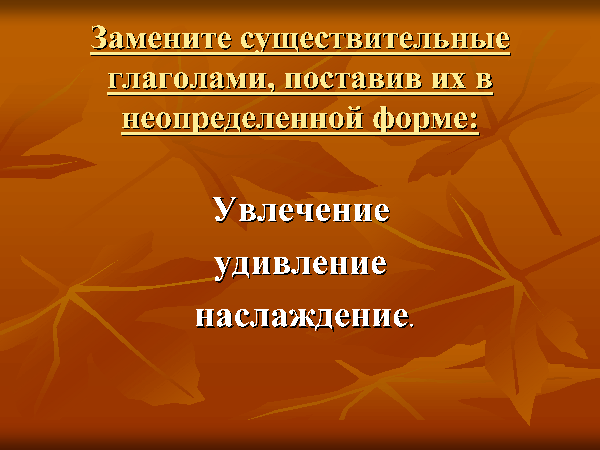 Замените существительные
глаголами, поставив их в
неопределенной форме:
Увлечение
удивление
наслаждение.